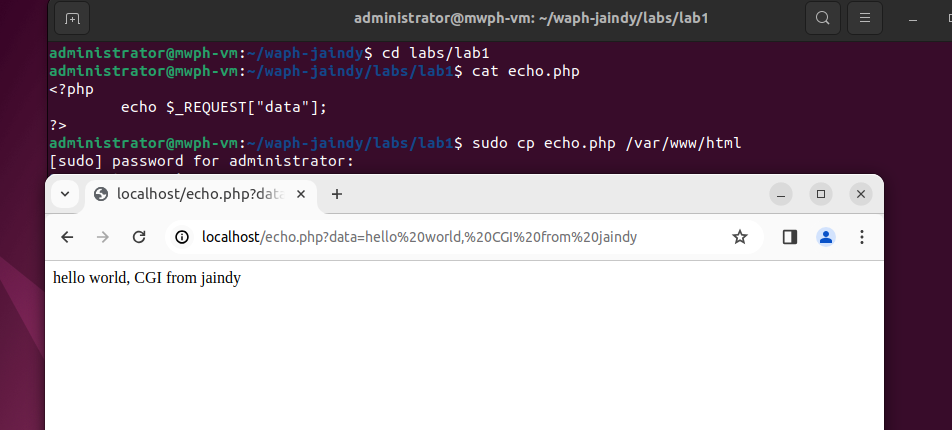 administrator@mwph-vm: ~/waph-jaindy/labs/lab1
administrator@mwph-vm:~/waph-jaindy$ cd labs/lab1
administrator@mwph-vm:~/waph-jaindy/labs/lab1$ cat echo.php
<?php
echo $_REQUEST["data"];
?>
administrator@mwph-vm:~/waph-jaindy/labs/lab1$ sudo cp echo.php /var/www/html
[sudo] password for administrator:
localhost/echo.php?data
localhost/echo.php?data=hello%20world,%20CGI%20from%20jaindy
hello world, CGI from jaindy